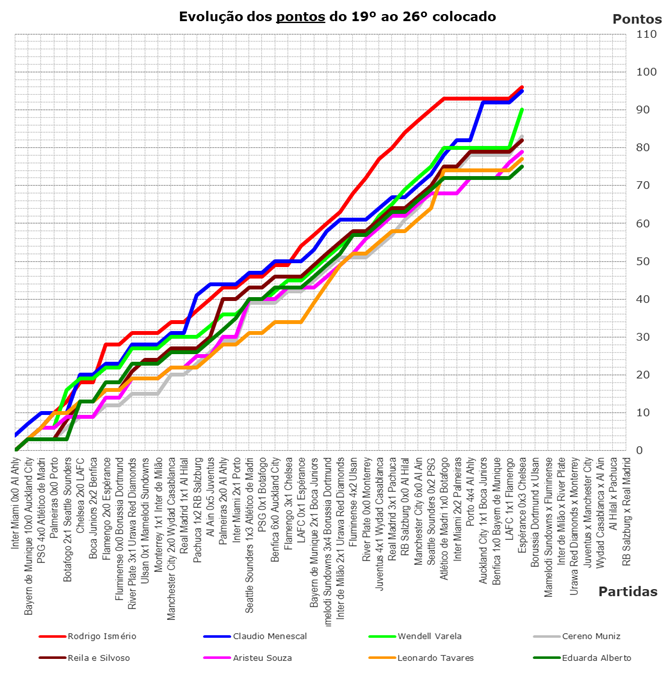 Evolução dos pontos do 19º ao 26º colocado
Pontos
110
100
90
80
70
60
50
40
30
20
10
0
Inter Miami 0x0 Al Ahly
Bayern de Munique 10x0 Auckland City
PSG 4x0 Atlético de Madri
Palmeiras 0x0 Porto
Botafogo 2x1 Seattle Sounders
Chelsea 2x0 LAFC
Boca Juniors 2x2 Benfica
Flamengo 2x0 Espérance
Fluminense 0x0 Borussia Dortmund
River Plate 3x1 Urawa Red Diamonds
Ulsan 0x1 Mamelodi Sundowns
Monterrey 1x1 Inter de Milão
Manchester City 2x0 Wydad Casablanca
Real Madrid 1x1 Al Hilal
Pachuca 1x2 RB Salzburg
Al Ain 0x5 Juventus
Palmeiras 2x0 Al Ahly
Inter Miami 2x1 Porto
Seattle Sounders 1x3 Atlético de Madri
PSG 0x1 Botafogo
Benfica 6x0 Auckland City
Flamengo 3x1 Chelsea
LAFC 0x1 Espérance
Bayern de Munique 2x1 Boca Juniors
amelodi Sundowns 3x4 Borussia Dortmund
Inter de Milão 2x1 Urawa Red Diamonds
Fluminense 4x2 Ulsan
River Plate 0x0 Monterrey
Juventus 4x1 Wydad Casablanca
Real Madrid 3x1 Pachuca
RB Salzburg 0x0 Al Hilal
Manchester City 6x0 Al Ain
Seattle Sounders 0x2 PSG
Atlético de Madri 1x0 Botafogo
Inter Miami 2x2 Palmeiras
Porto 4x4 Al Ahly
Auckland City 1x1 Boca Juniors
Benfica 1x0 Bayern de Munique
LAFC 1x1 Flamengo
Espérance 0x3 Chelsea
Borussia Dortmund x Ulsan
Mamelodi Sundowns x Fluminense
Inter de Milão x River Plate
Urawa Red Diamonds x Monterrey
Juventus x Manchester City
Wydad Casablanca x Al Ain
Al Hilal x Pachuca
RB Salzburg x Real Madrid
Partidas
Rodrigo Ismério
Claudio Menescal
Wendell Varela
Cereno Muniz
Reila e Silvoso
Aristeu Souza
Leonardo Tavares
Eduarda Alberto